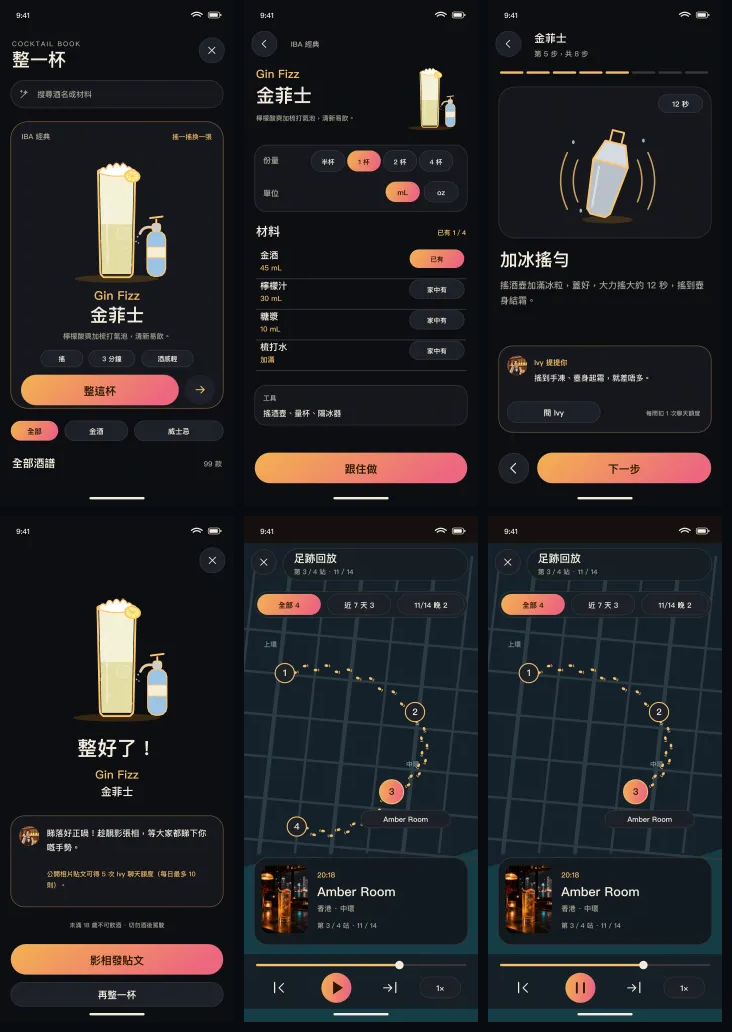 9:41
COCKTAIL BOOK
整一杯
搜尋酒名或材料
IBA 經典
搖一搖換一張
Gin Fizz
金菲士
檸檬酸爽加梳打氣泡，清新易飲。
搖
3 分鐘
酒感輕
整這杯
全部
金酒
威士忌
全部酒譜
99 款
9:41
IBA 經典
Gin Fizz
金菲士
檸檬酸爽加梳打氣泡，清新易飲。
份量
半杯
1 杯
2 杯
4 杯
單位
mL
oz
材料
已有 1 / 4
金酒
45 mL
已有
檸檬汁
30 mL
家中有
糖漿
10 mL
家中有
梳打水
加滿
家中有
工具
搖酒壺、量杯、隔冰器
跟住做
9:41
金菲士
第 5 步 · 共 8 步
12 秒
加冰搖勻
搖酒壺加滿冰粒，蓋好，大力搖大約 12 秒，搖到壺
身結霜。
Ivy 提提你
搖到手凍、壺身起霜，就差唔多。
問 Ivy
每問扣 1 次聊天額度
下一步
9:41
整好了！
Gin Fizz
金菲士
睇落好正喎！趁靚影張相，等大家都睇下你
嘅手勢。
公開相片貼文可得 5 次 Ivy 聊天額度（每日最多 10
則）。
未滿 18 歲不可飲酒 · 切勿酒後駕駛
影相發貼文
再整一杯
9:41
足跡回放
第 3 / 4 站 · 11 / 14
全部 4
近 7 天 3
11/14 晚 2
上環
1
2
中環
3
Amber Room
4
20:18
Amber Room
香港 · 中環
第 3 / 4 站 · 11 / 14
1×
9:41
足跡回放
第 3 / 4 站 · 11 / 14
全部 4
近 7 天 3
11/14 晚 2
上環
1
2
中環
3
Amber Room
20:18
Amber Room
香港 · 中環
第 3 / 4 站 · 11 / 14
1×